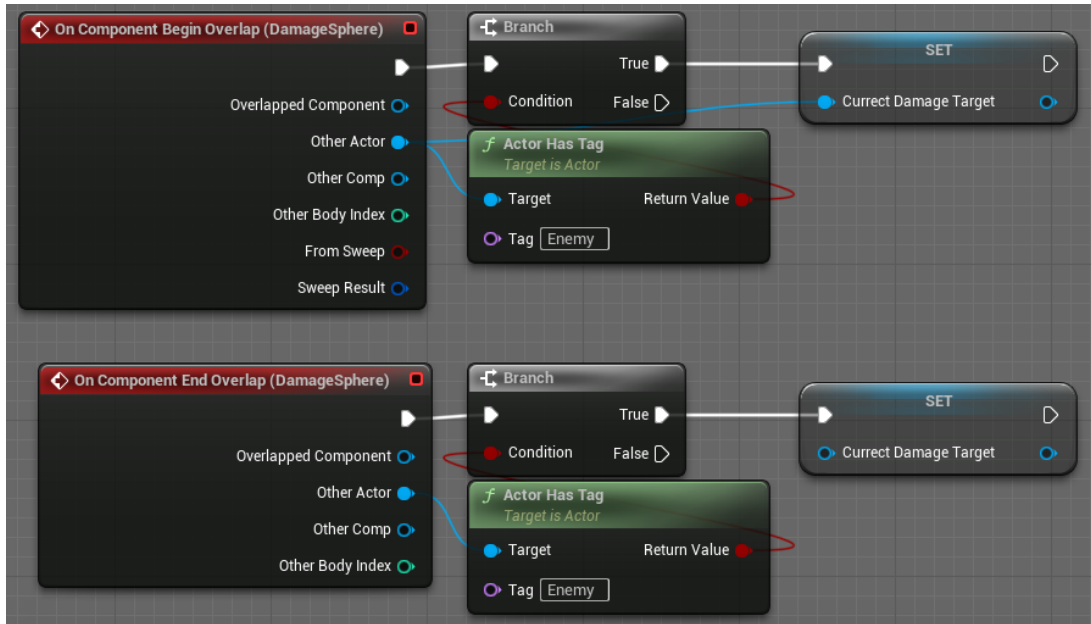 On Component Begin Overlap (DamageSphere)
Overlapped Component
Other Actor
Other Comp
Other Body Index
From Sweep
Sweep Result
Branch
True
Condition
False
ƒ Actor Has Tag
Target is Actor
Target
Return Value
Tag Enemy
SET
Currect Damage Target
On Component End Overlap (DamageSphere)
Overlapped Component
Other Actor
Other Comp
Other Body Index
Branch
True
Condition
False
ƒ Actor Has Tag
Target is Actor
Target
Return Value
Tag Enemy
SET
Currect Damage Target